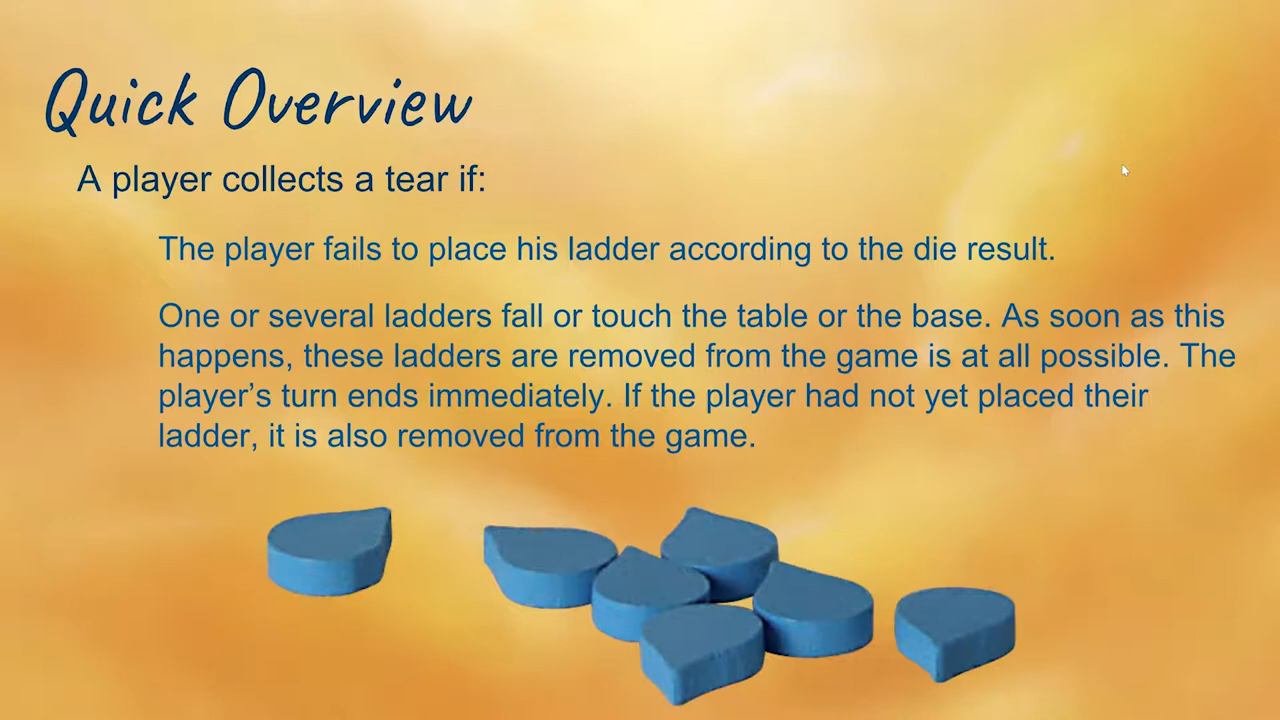 Quick Overview
A player collects a tear if:
The player fails to place his ladder according to the die result.
One or several ladders fall or touch the table or the base. As soon as this
happens, these ladders are removed from the game is at all possible. The
player’s turn ends immediately. If the player had not yet placed their
ladder, it is also removed from the game.